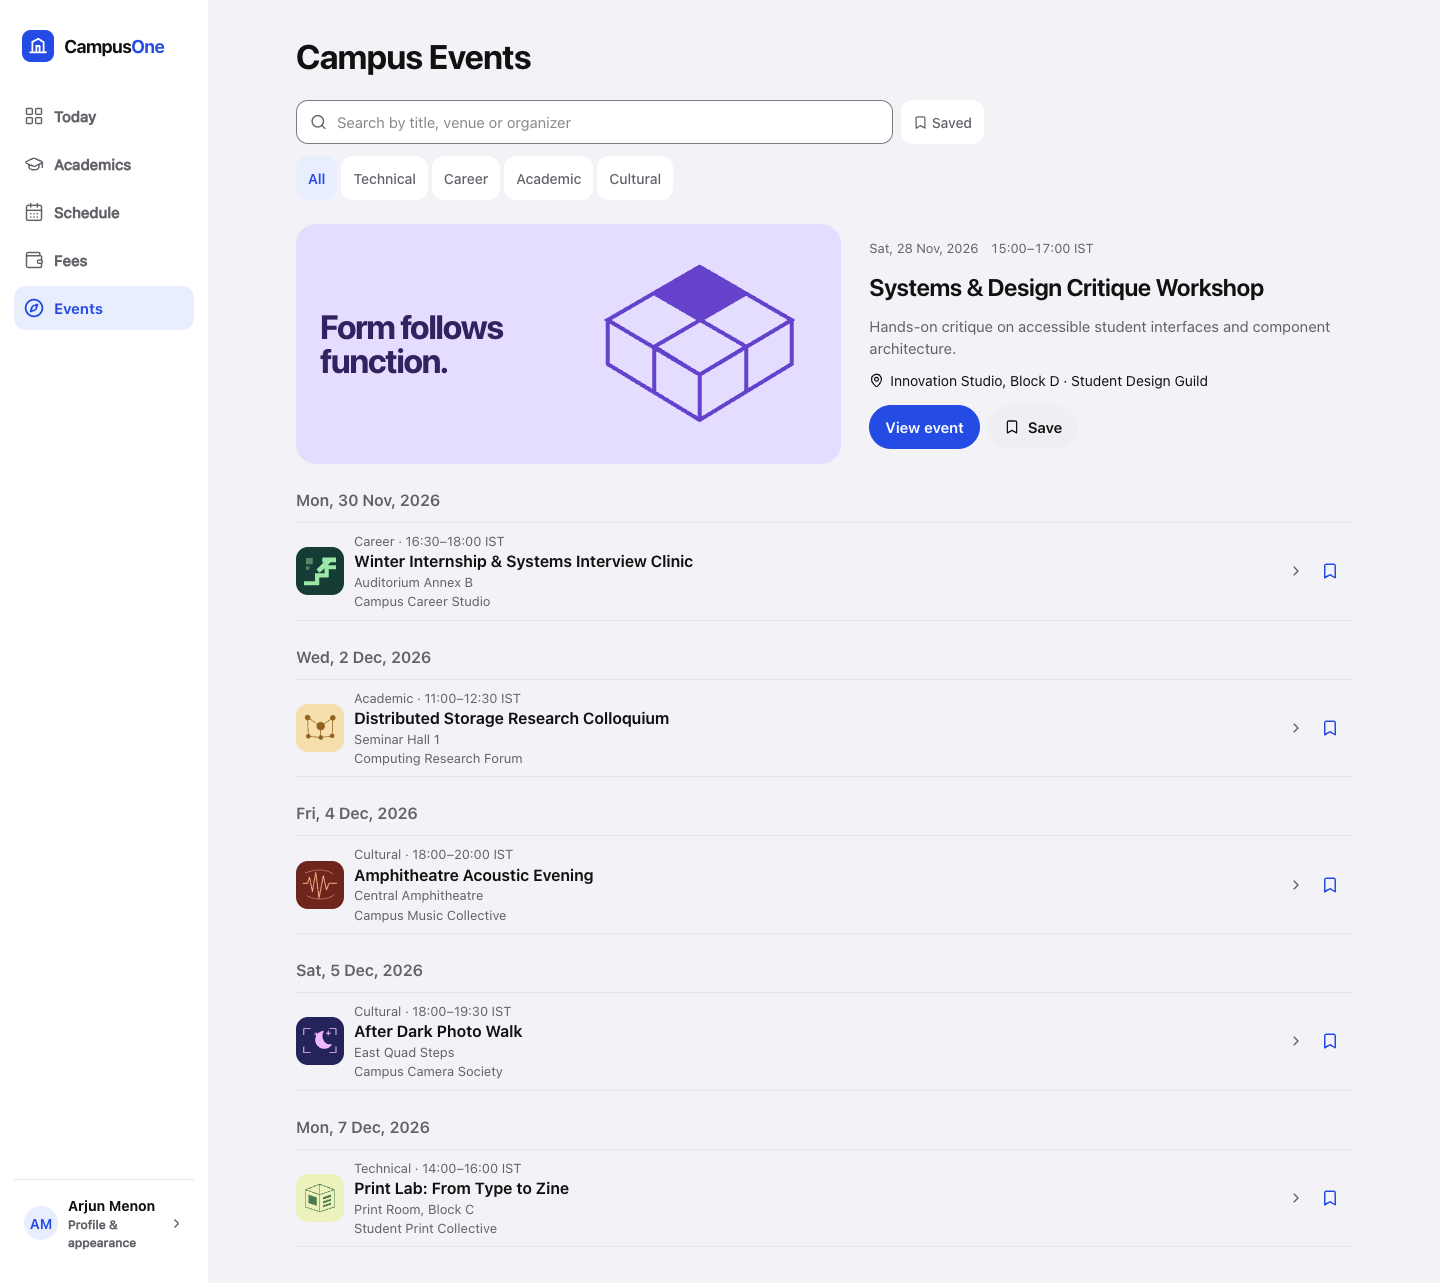 CampusOne
Today
Academics
Schedule
Fees
Events
Arjun Menon
Profile &
appearance
AM
Campus Events
Search by title, venue or organizer
Saved
All
Technical
Career
Academic
Cultural
Form follows
function.
Sat, 28 Nov, 2026 15:00–17:00 IST
Systems & Design Critique Workshop
Hands-on critique on accessible student interfaces and component
architecture.
Innovation Studio, Block D · Student Design Guild
View event
Save
Mon, 30 Nov, 2026
Career · 16:30–18:00 IST
Winter Internship & Systems Interview Clinic
Auditorium Annex B
Campus Career Studio
Wed, 2 Dec, 2026
Academic · 11:00–12:30 IST
Distributed Storage Research Colloquium
Seminar Hall 1
Computing Research Forum
Fri, 4 Dec, 2026
Cultural · 18:00–20:00 IST
Amphitheatre Acoustic Evening
Central Amphitheatre
Campus Music Collective
Sat, 5 Dec, 2026
Cultural · 18:00–19:30 IST
After Dark Photo Walk
East Quad Steps
Campus Camera Society
Mon, 7 Dec, 2026
Technical · 14:00–16:00 IST
Print Lab: From Type to Zine
Print Room, Block C
Student Print Collective